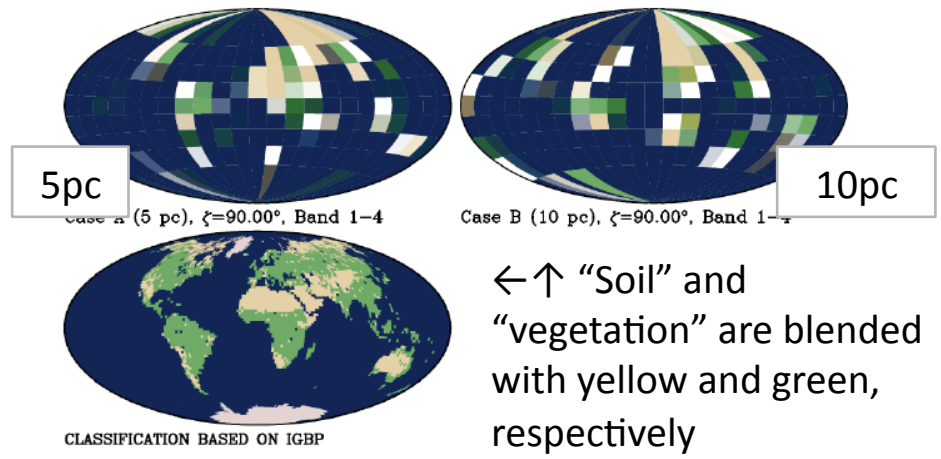 5pc
10pc
Case A (5 pc), ζ=90.00°, Band 1−4
Case B (10 pc), ζ=90.00°, Band 1−4
←↑ “Soil” and
“vegetation” are blended
with yellow and green,
respectively
CLASSIFICATION BASED ON IGBP